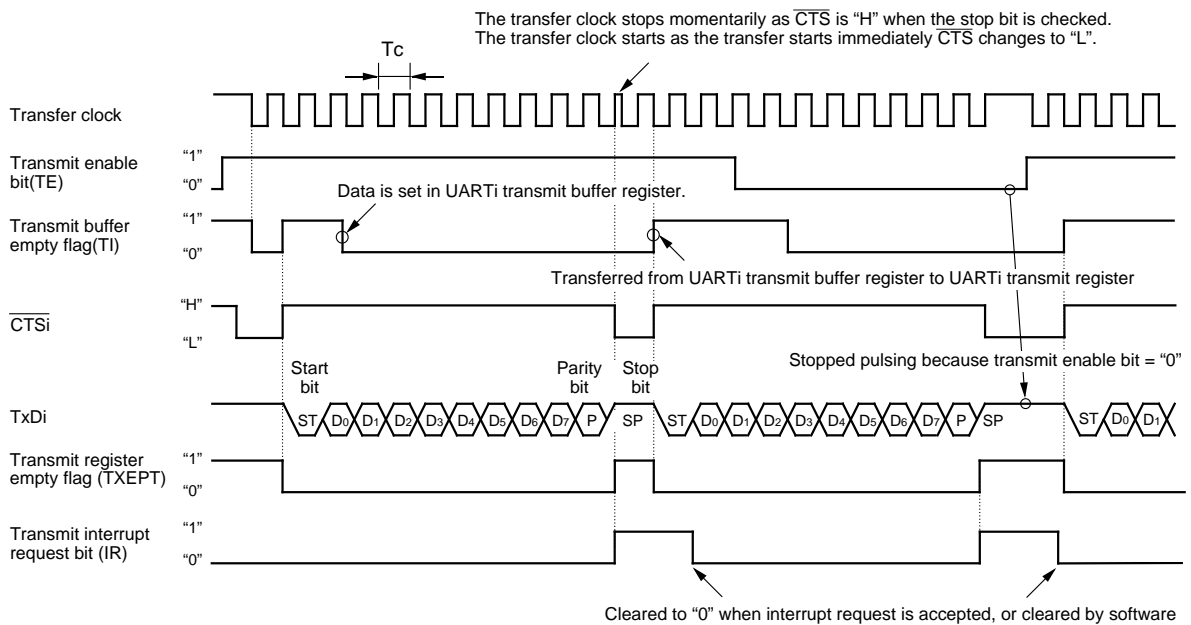 The transfer clock stops momentarily as CTS is “H” when the stop bit is checked.
The transfer clock starts as the transfer starts immediately CTS changes to “L”.
Tc
Transfer clock
Transmit enable
bit(TE)
“1”
“0”
Data is set in UARTi transmit buffer register.
Transmit buffer
empty flag(TI)
“1”
“0”
Transferred from UARTi transmit buffer register to UARTi transmit register
CTSi
“H”
“L”
Stopped pulsing because transmit enable bit = “0”
Start
bit
Parity
bit
Stop
bit
TxDi
ST D0 D1 D2 D3 D4 D5 D6 D7 P SP ST D0 D1 D2 D3 D4 D5 D6 D7 P SP ST D0 D1
Transmit register
empty flag (TXEPT)
“1”
“0”
Transmit interrupt
request bit (IR)
“1”
“0”
Cleared to “0” when interrupt request is accepted, or cleared by software